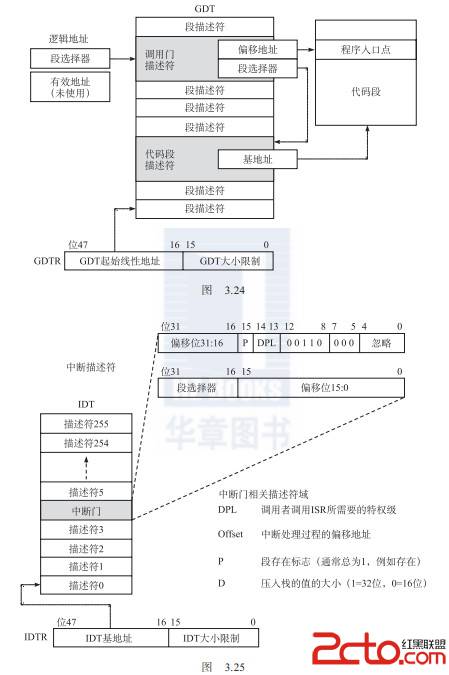 GDT
逻辑地址
段选择器
有效地址
(未使用)
段描述符
调用门
描述符
偏移地址
段选择器
程序入口点
代码段
段描述符
段描述符
段描述符
代码段
描述符
基地址
段描述符
段描述符
位47 16 15 0
GDTR GDT起始线性地址 GDT大小限制
图 3.24
位31 16 15 14 13 12 8 7 5 4 0
偏移位31:16 P DPL 00110 000 忽略
中断描述符
位31 16 15 0
段选择器 偏移位15:0
华章图书
IDT
描述符255
描述符254
描述符5
中断门
描述符3
描述符2
描述符1
描述符0
中断门相关描述符域
DPL 调用者调用ISR所需要的特权级
Offset 中断处理过程的偏移地址
P 段存在标志（通常总为1，例如存在）
D 压入栈的值的大小（1=32位，0=16位）
位47 16 15 0
IDTR IDT基地址 IDT大小限制
图 3.25
2cto.com
红黑联盟